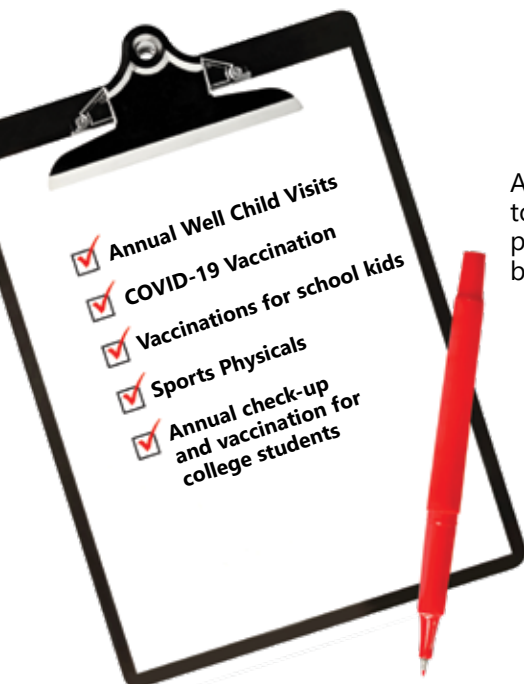 Annual Well Child Visits
COVID-19 Vaccination
Vaccinations for school kids
Sports Physicals
Annual check-up
and vaccination for
college students